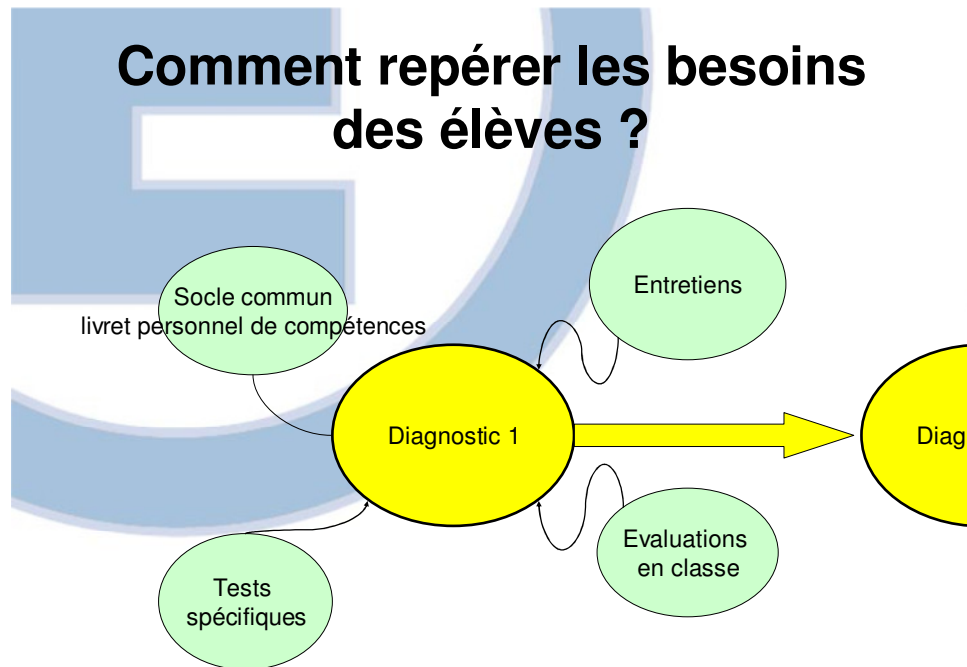 Comment repérer les besoins
des élèves ?
Socle commun
livret personnel de compétences
Entretiens
Diagnostic 1
Diag
Evaluations
en classe
Tests
spécifiques